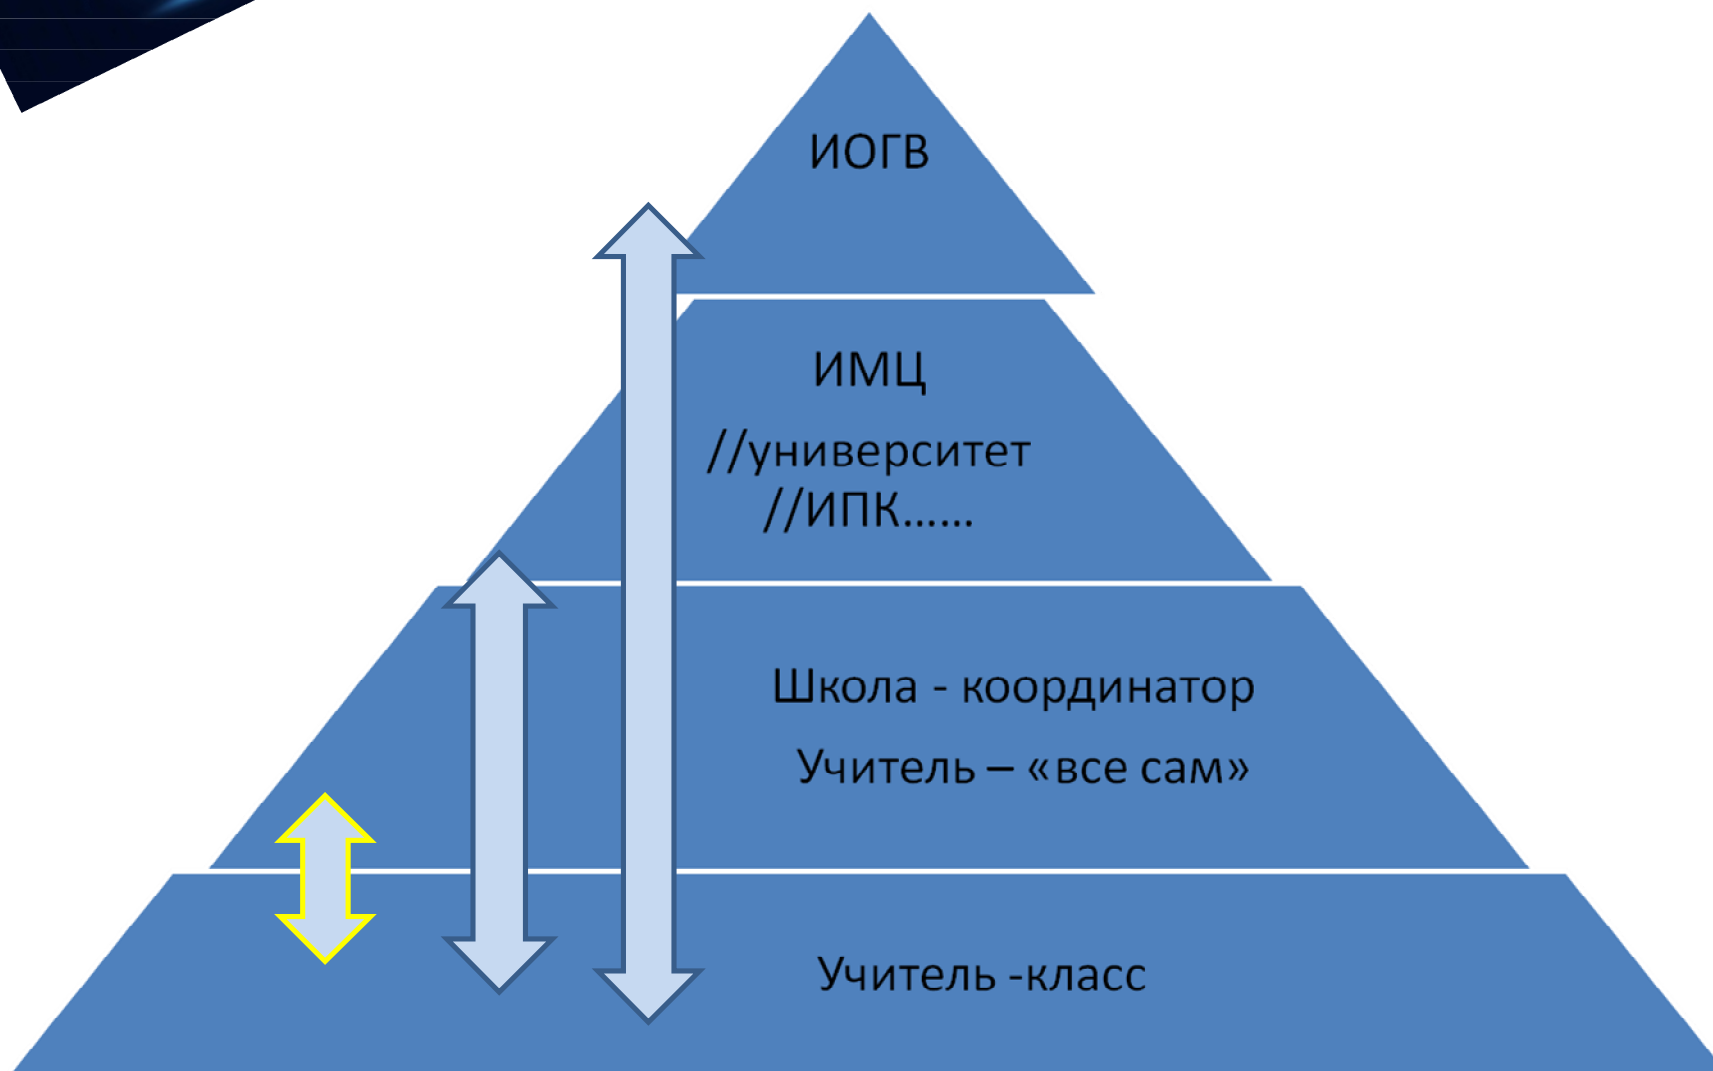 ИОГВ
ИМЦ
//университет
//ИПК......
Школа - координатор
Учитель – «все сам»
Учитель -класс